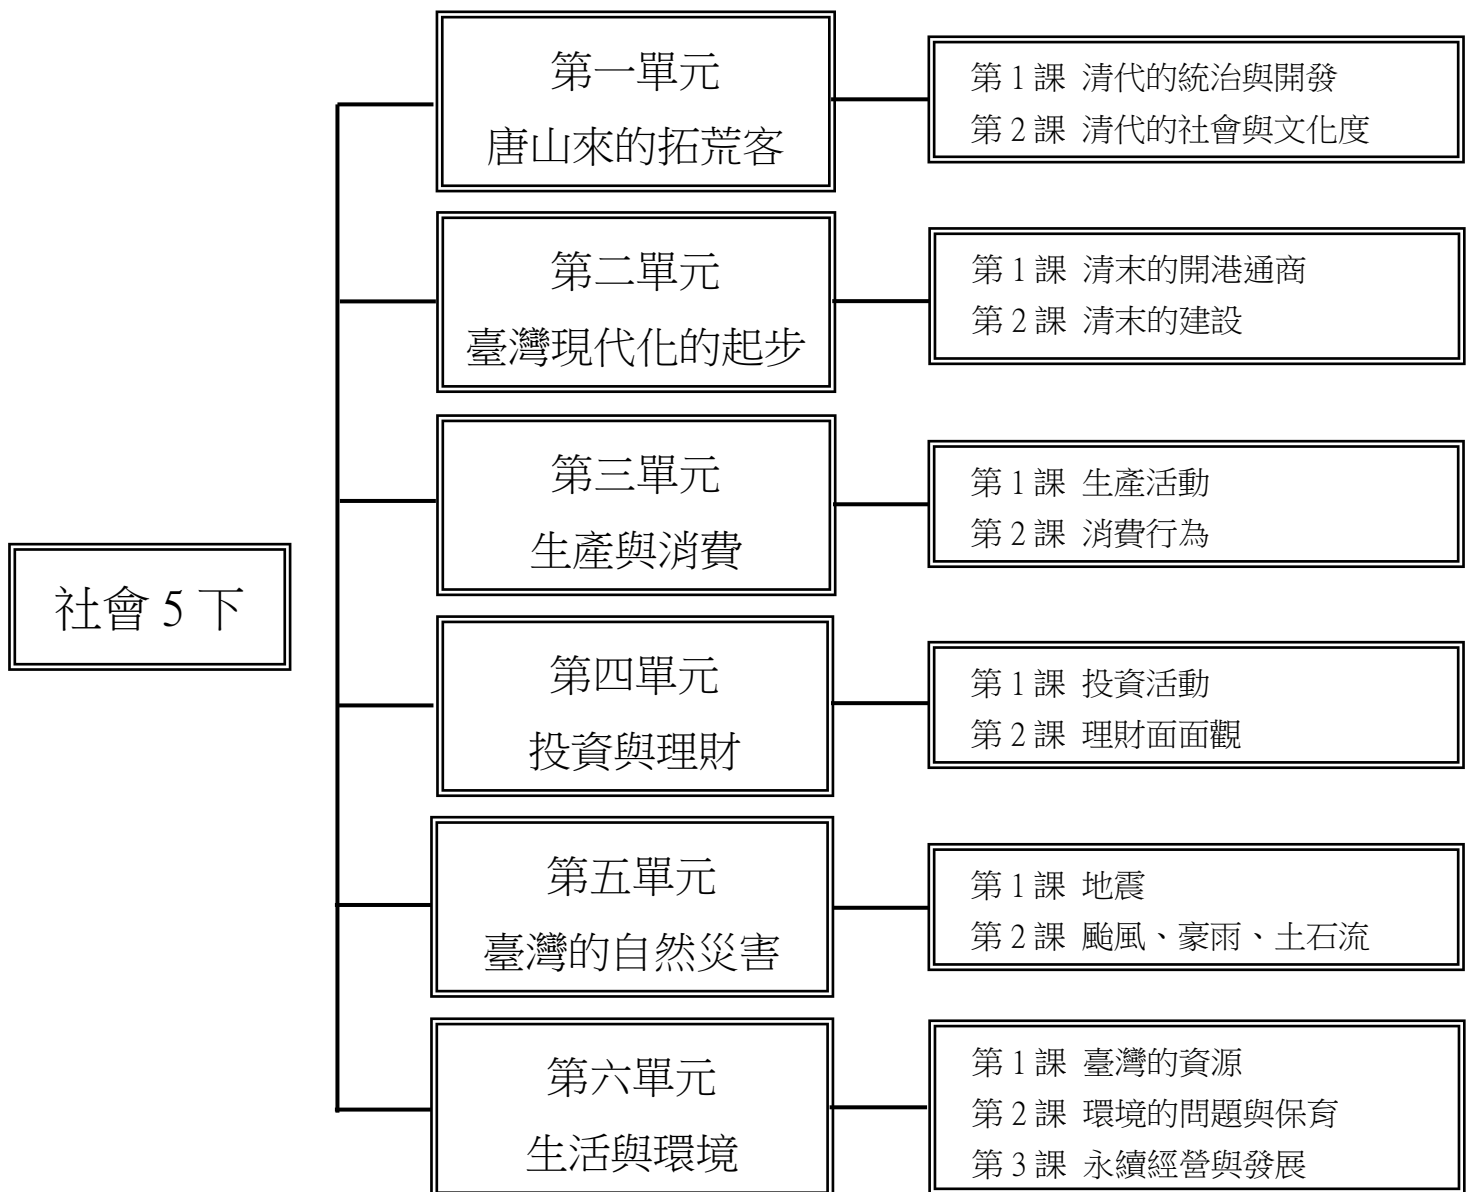 社會 5 下
第一單元
唐山來的拓荒客
第 1 課 清代的統治與開發
第 2 課 清代的社會與文化度
第二單元
臺灣現代化的起步
第 1 課 清末的開港通商
第 2 課 清末的建設
第三單元
生產與消費
第 1 課 生產活動
第 2 課 消費行為
第四單元
投資與理財
第 1 課 投資活動
第 2 課 理財面面觀
第五單元
臺灣的自然災害
第 1 課 地震
第 2 課 颱風、豪雨、土石流
第六單元
生活與環境
第 1 課 臺灣的資源
第 2 課 環境的問題與保育
第 3 課 永續經營與發展